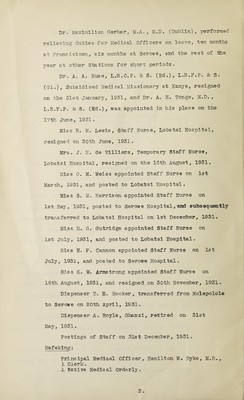 Dr. Maximilian Gerber, M.A., M.D. (Dublin), performed
relieving duties for Medical Officers on leave, two months
at Francistown, six months at Serowe, and the rest of the
year at other Stations for short periods.
Dr. A. A. Huse, L.R.C.P. & S. (Ed.), L.R.F.P. & S.
(Gl.), Subsidised Medical Missionary at Kanye, resigned
on the 21st January, 1931, and Dr. A. H. Tonge, M.D.,
L.R.F.P. & S. (Ed.), was appointed in his place on the
17th June, 1931.
Miss E. M. Lewis, Staff Nurse, Lobatsi Hospital,
resigned on 30th June, 1931.
Mrs. J. E. de Villiers, Temporary Staff Nurse,
Lobatsi Hospital, resigned on the 16th August, 1931.
Miss O. M. Weiss appointed Staff Nurse on 1st
March, 1931, and posted to Lobatsi Hospital.
Miss S. M. Harrison appointed Staff Nurse on
1st May, 1931, posted to Serowe Hospital, and subsequently
transferred to Lobatsi Hospital on 1st December, 1931.
Miss H. G. Gutridge appointed Staff Nurse on
1st July, 1931, and posted to Lobatsi Hospital.
Miss E. F. Cannon appointed Staff Nurse on 1st
July, 1931, and posted to Serowe Hospital.
Miss K. W. Armstrong appointed Staff Nurse on
16th August, 1931, and resigned on 30th November, 1931.
Dispenser T. E. Hocker, transferred from Molepolole
to Serowe on 20th April, 1931.
Dispenser A. Boyle, Ghanzi, retired on 31st
May, 1931.
Postings of Staff on 31st December, 1931.
Mafeking:
Principal Medical Officer, Hamilton W. Dyke, M.B.,
1 Clerk,
1 Native Medical Orderly.
2.